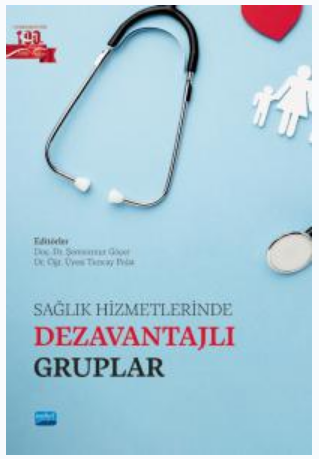 Editörler
Doç. Dr. Şemsinnur Göçer
Dr. Öğr. Üyesi Tuncay Polat
SAĞLIK HİZMETLERİNDE
DEZAVANTAJLI
GRUPLAR